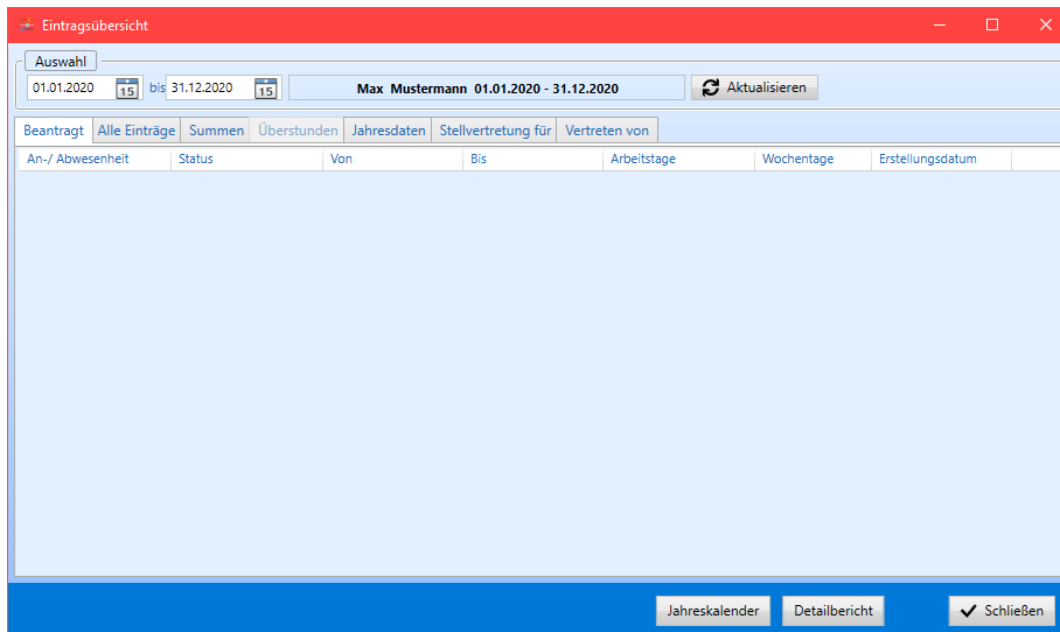 Eintragsübersicht
Auswahl
01.01.2020 15 bis 31.12.2020 15 Max Mustermann 01.01.2020 - 31.12.2020 Aktualisieren
Beantragt Alle Einträge Summen Überstunden Jahresdaten Stellvertretung für Vertreten von
An-/ Abwesenheit Status Von Bis Arbeitstage Wochentage Erstellungsdatum
Jahreskalender Detailbericht Schließen